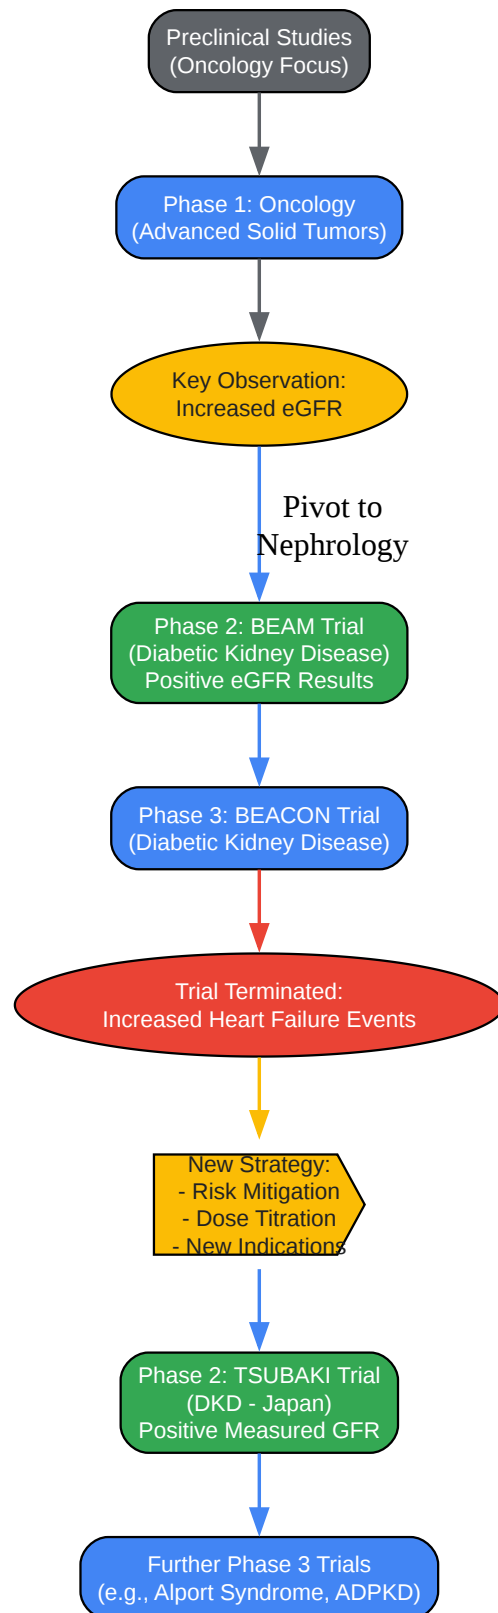 Preclinical Studies
(Oncology Focus)
Phase 1: Oncology
(Advanced Solid Tumors)
Key Observation:
Increased eGFR
Pivot to
Nephrology
Phase 2: BEAM Trial
(Diabetic Kidney Disease)
Positive eGFR Results
Phase 3: BEACON Trial
(Diabetic Kidney Disease)
Trial Terminated:
Increased Heart Failure Events
New Strategy:
- Risk Mitigation
- Dose Titration
- New Indications
Phase 2: TSUBAKI Trial
(DKD - Japan)
Positive Measured GFR
Further Phase 3 Trials
(e.g., Alport Syndrome, ADPKD)